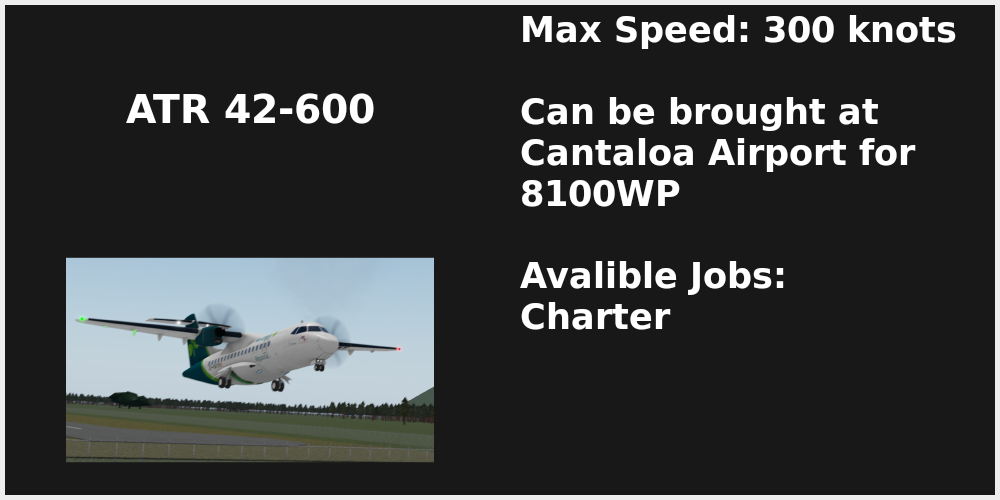 ATR 42-600
Max Speed: 300 knots
Can be brought at
Cantaloa Airport for
8100WP
Avalible Jobs:
Charter